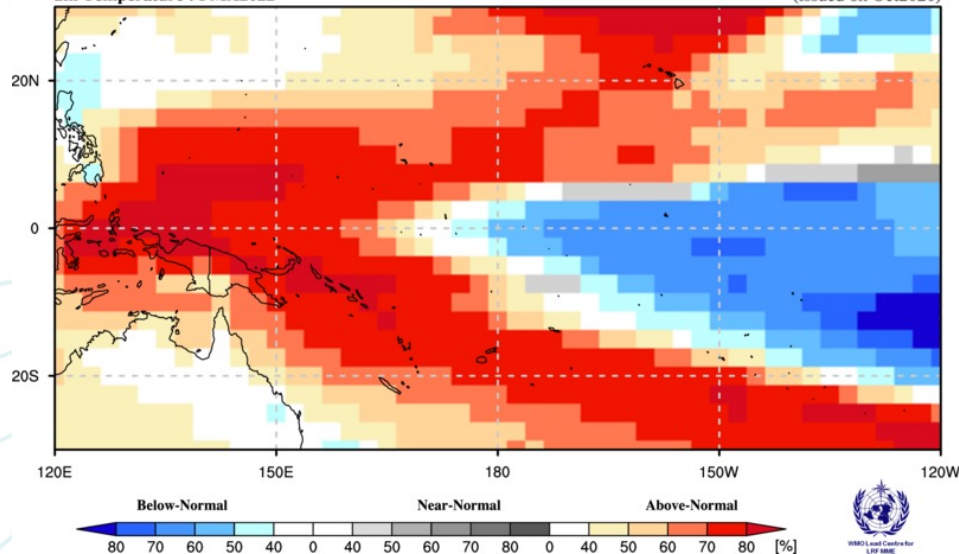 20N
0
20S
120E 150E 180 150W 120W
Below-Normal Near-Normal Above-Normal
80 70 60 50 40 0 40 50 60 70 80 0 40 50 60 70 80 [%]
WMO Lead Centre for
LRF MME